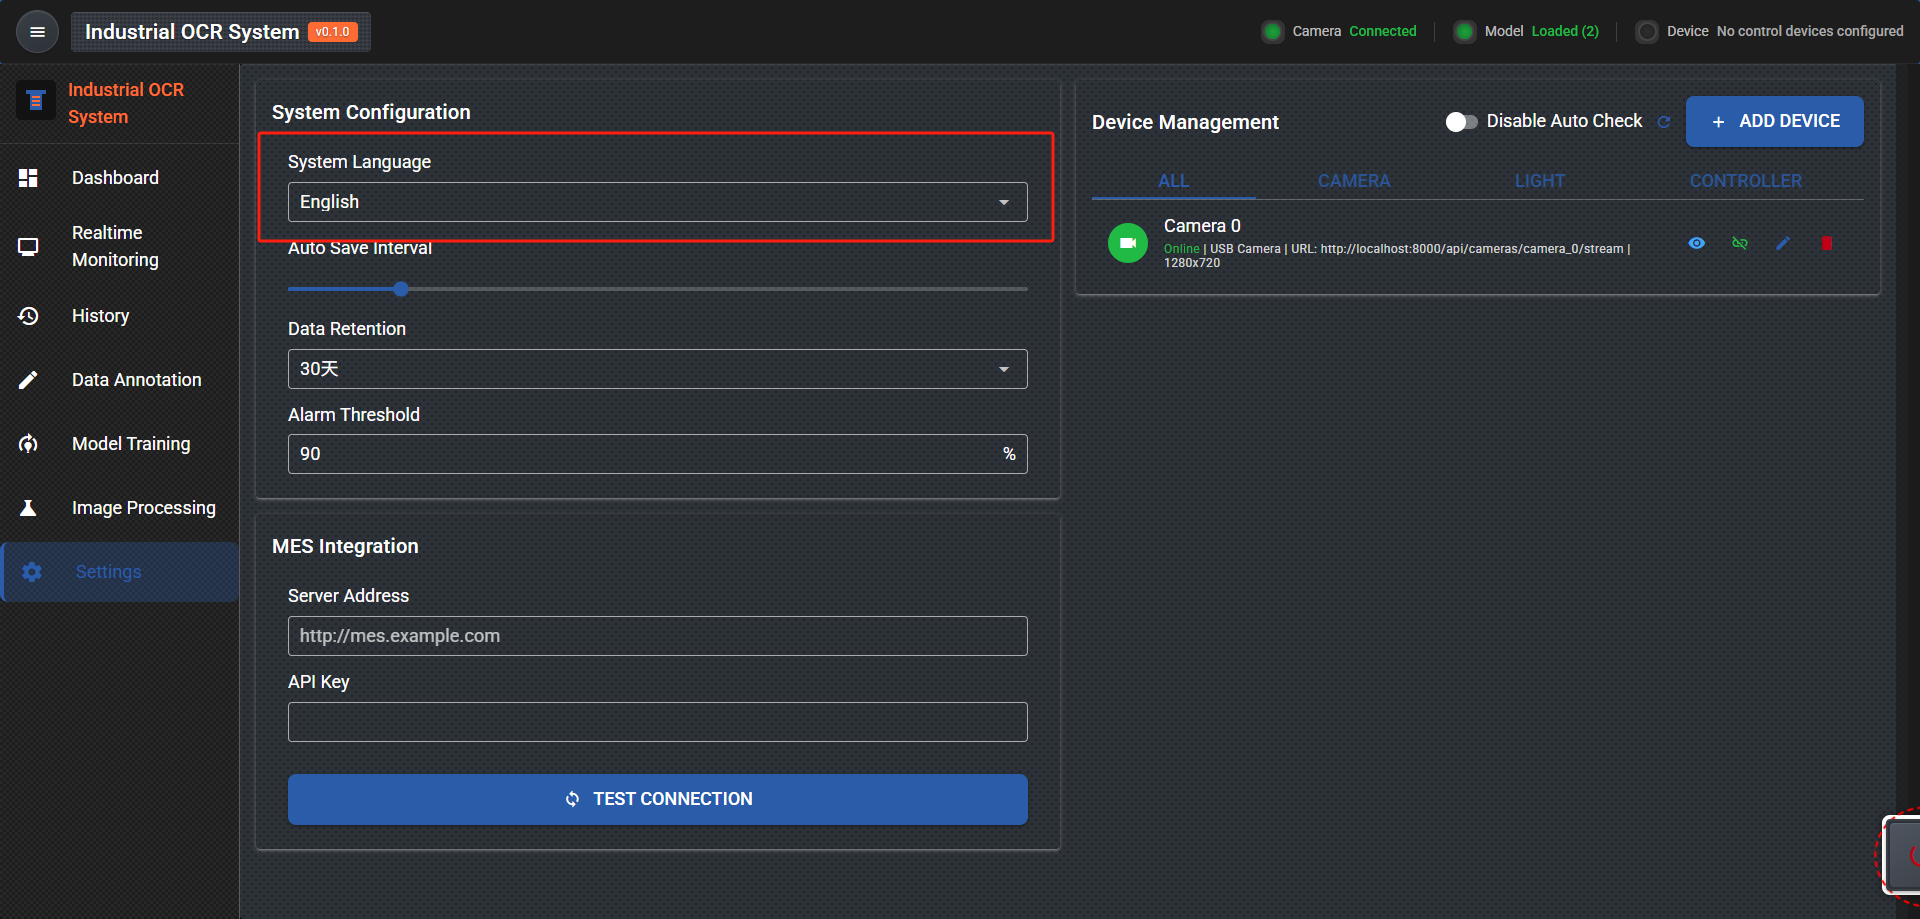 Industrial OCR System v0.1.0
Camera Connected
Model Loaded (2)
Device No control devices configured
Industrial OCR
System
Dashboard
Realtime
Monitoring
History
Data Annotation
Model Training
Image Processing
Settings
System Configuration
System Language
English
Auto Save Interval
Data Retention
30天
Alarm Threshold
90 %
MES Integration
Server Address
http://mes.example.com
API Key
TEST CONNECTION
Device Management
Disable Auto Check
+ ADD DEVICE
ALL CAMERA LIGHT CONTROLLER
Camera 0
Online | USB Camera | URL: http://localhost:8000/api/cameras/camera_0/stream |
1280x720